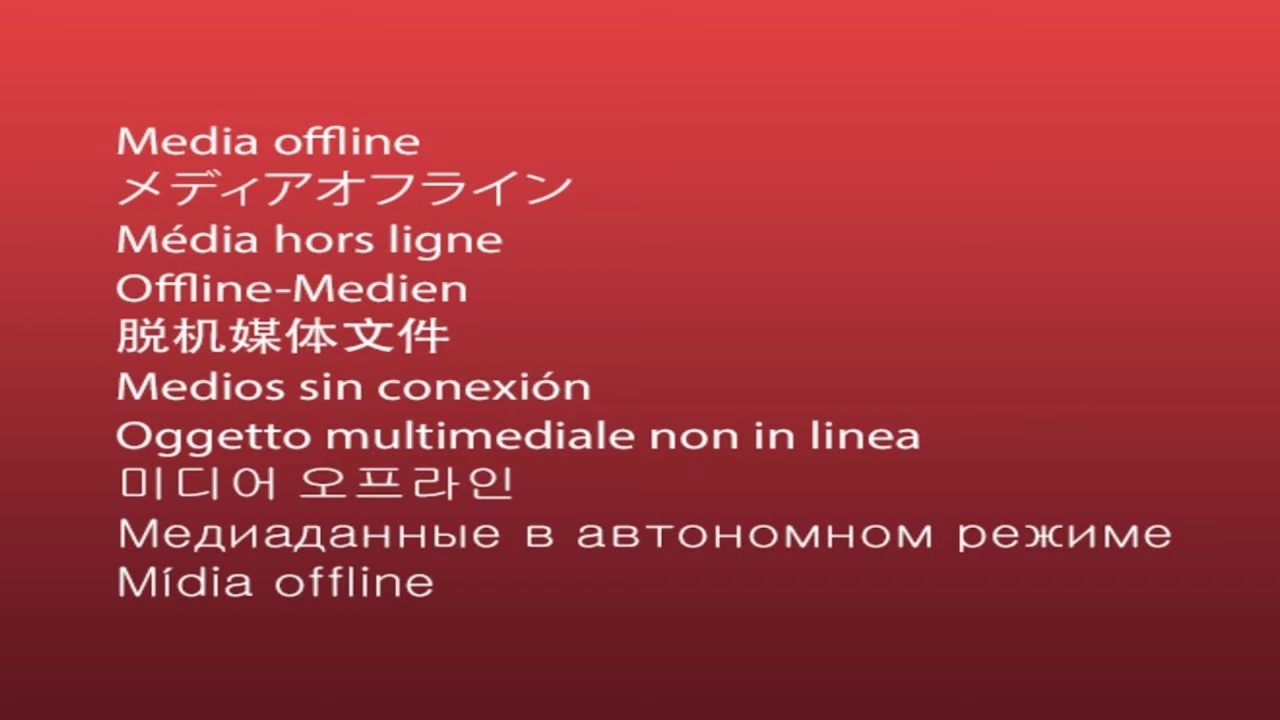 Media offline
メディアオフライン
Média hors ligne
Offline-Medien
脱机媒体文件
Medios sin conexión
Oggetto multimediale non in linea
미디어 오프라인
Медиаданные в автономном режиме
Mídia offline